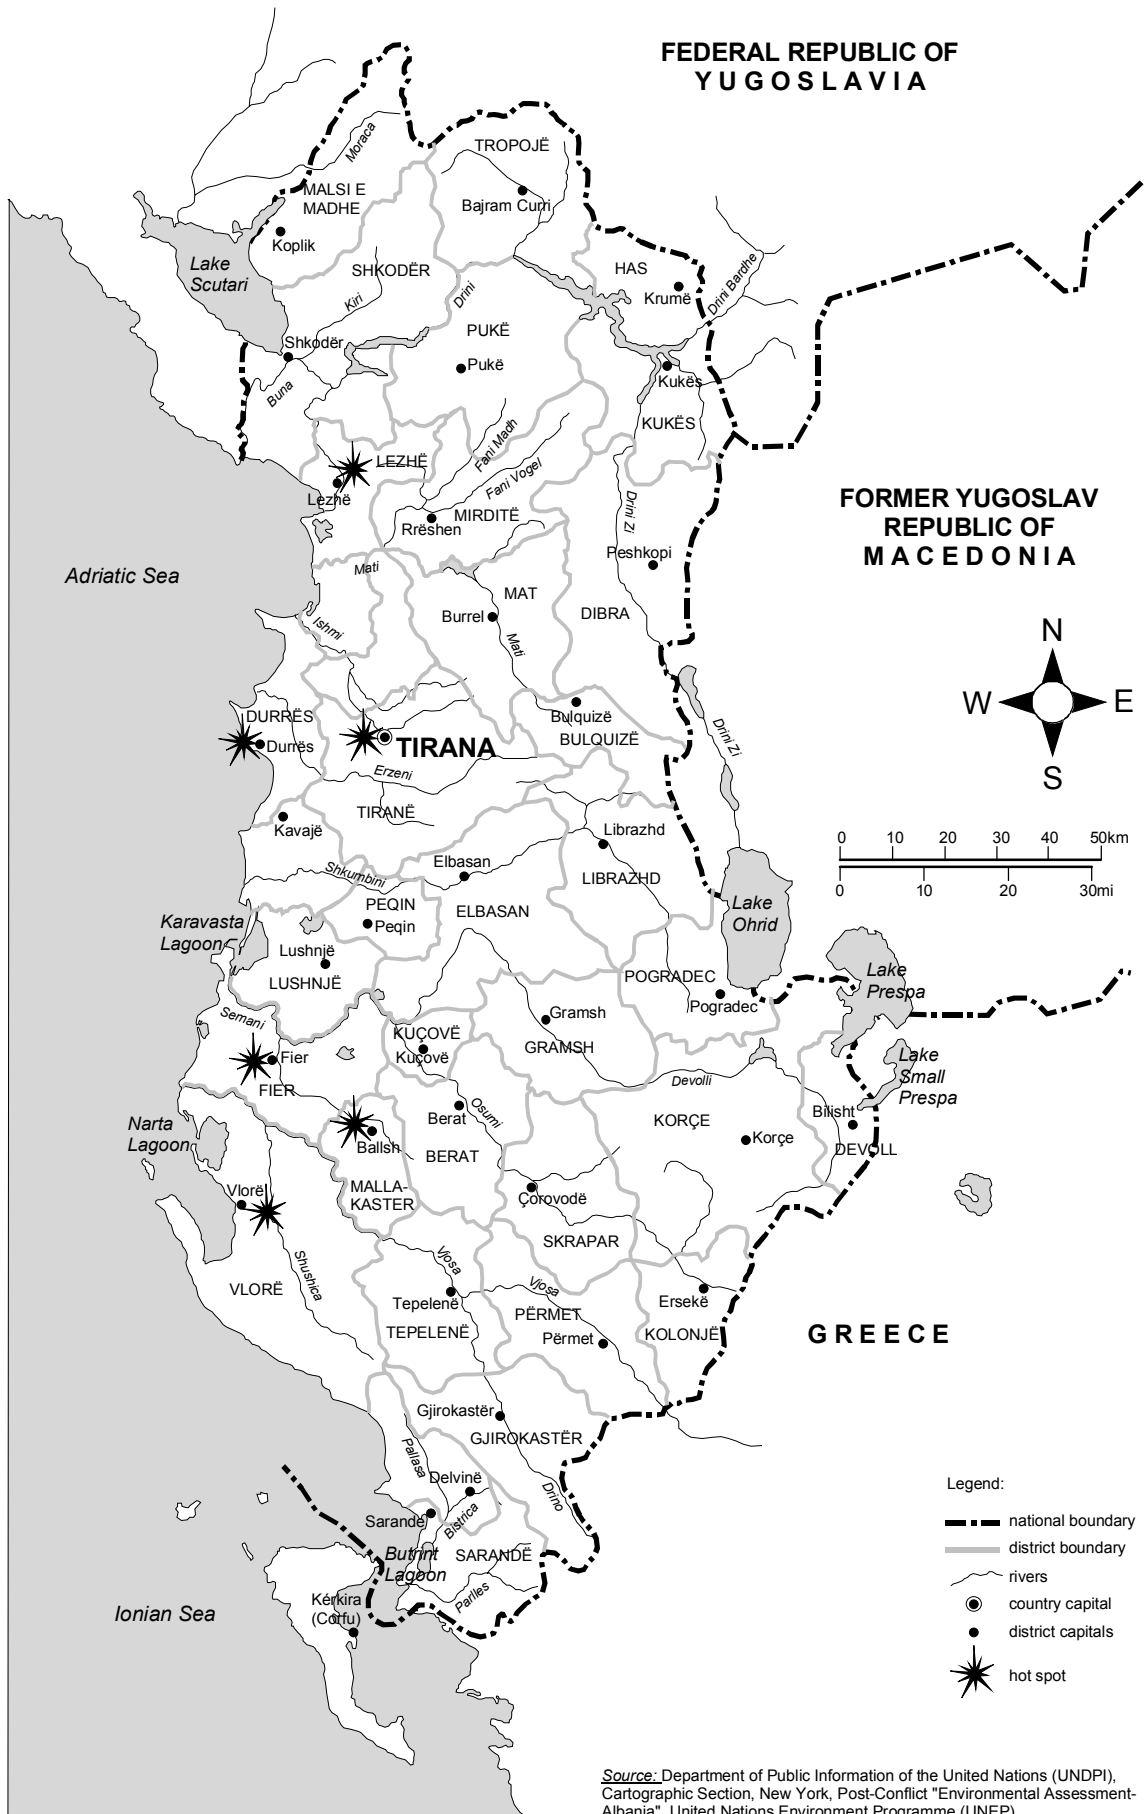 FEDERAL REPUBLIC OF
YUGOSLAVIA
Moraca
TROPOJË
MALSI E
MADHE
Bajram Curri
Koplik
Lake
Scutari
SHKODËR
HAS
Krumë
Drini Bardhe
Kiri
Drini
PUKË
Shkodër
Pukë
Kukës
Buna
KUKËS
Fani Madh
LEZHË
Fani Vogel
Lezhë
MIRDITË
Rrëshen
Drini Zi
FORMER YUGOSLAV
REPUBLIC OF
MACEDONIA
Peshkopi
Adriatic Sea
Mati
MAT
Burrel
DIBRA
Ishmi
Mati
N
W
E
S
DURRËS
Bulquizë
BULQUIZË
Drini Zi
Durrës
TIRANA
Erzeni
TIRANË
Kavajë
Librazhd
0 10 20 30 40 50km
0 10 20 30mi
Elbasan
Shkumbini
LIBRAZHD
PEQIN
ELBASAN
Peqin
Lake
Ohrid
Karavasta
Lagoon
Lushnjë
LUSHNJË
POGRADEC
Pogradec
Lake
Prespa
Semani
Gramsh
KUÇOVË
Kuçovë
GRAMSH
Fier
FIER
Devolli
Lake
Small
Prespa
Berat
Osumi
KORÇE
Bilisht
Narta
Lagoon
Ballsh
BERAT
Korçe
DEVOLL
MALLA-
KASTER
Vlorë
Çorovodë
SKRAPAR
Shushica
Vjosa
VLORË
Vjosa
Tepelenë
Ersekë
PËRMET
TEPELENË
Përmet
KOLONJË
GREECE
Gjirokastër
GJIROKASTËR
Pallasa
Delvinë
Drino
Sarandë
Bistrica
Butrint
Lagoon
SARANDË
Parlles
Kérkira
(Corfu)
Ionian Sea
Legend:
national boundary
district boundary
rivers
country capital
district capitals
hot spot
Source: Department of Public Information of the United Nations (UNDPI),
Cartographic Section, New York, Post-Conflict "Environmental Assessment-
Albania", United Nations Environment Programme (UNEP)